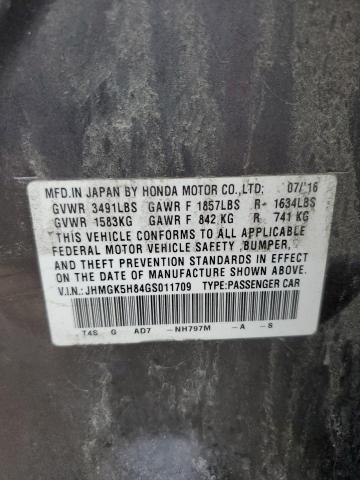 MFD.IN JAPAN BY HONDA MOTOR CO.,LTD: 07/'16
GVWR 3491LBS GAWR F 1857LBS R- 1634LBS
GVWR 1583KG GAWR F 842 KG R 741 KG
THIS VEHICLE CONFORMS TO ALL APPLICABLE
FEDERAL MOTOR VEHICLE SAFETY ,BUMPER,
AND THEFT PREVENTION STANDARDS IN EFFECT
ON THE DATE OF MANUFACTURE SHOWN ABOVE.
V.I.N.: JHMGK5H84GS011709 TYPE:PASSENGER CAR
T4S G AD7 -NH797M -A -S